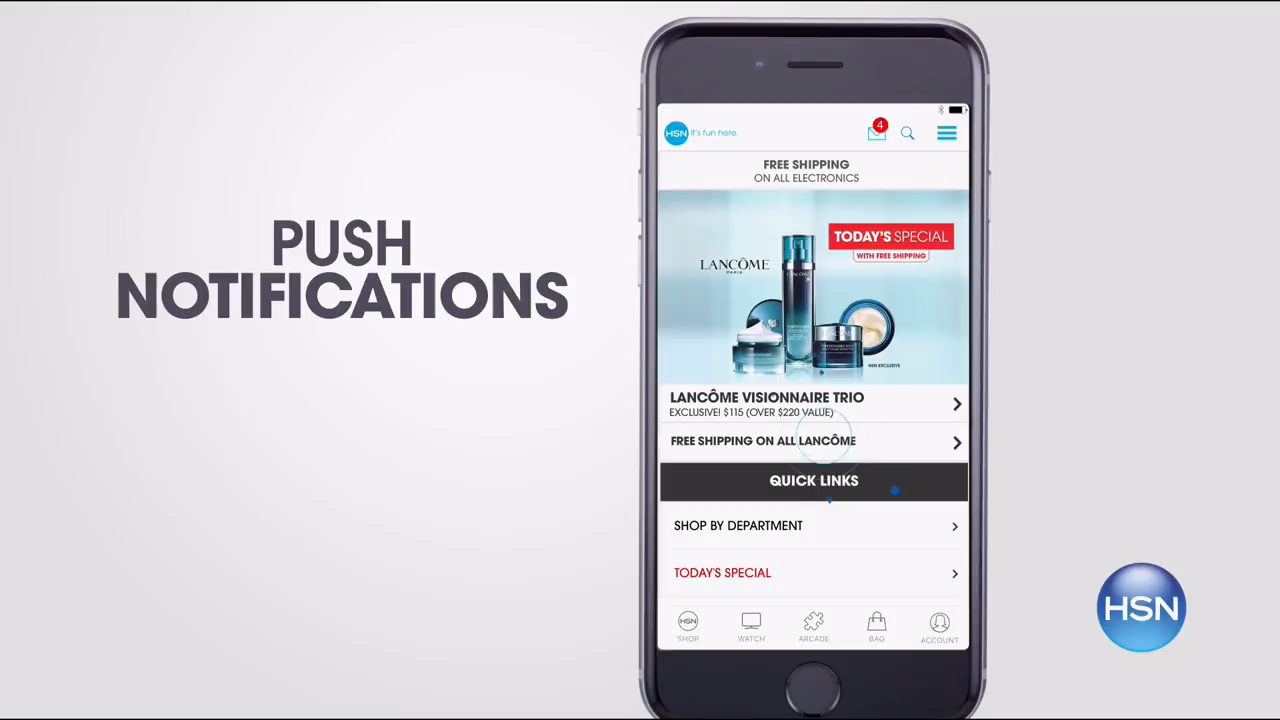 PUSH
NOTIFICATIONS
HSN It's fun here.
4
FREE SHIPPING
ON ALL ELECTRONICS
TODAY'S SPECIAL
WITH FREE SHIPPING
LANCÔME
PARIS
HSN EXCLUSIVE
LANCÔME VISIONNAIRE TRIO
EXCLUSIVE! $115 (OVER $220 VALUE)
FREE SHIPPING ON ALL LANCÔME
QUICK LINKS
SHOP BY DEPARTMENT
TODAY'S SPECIAL
HSN
SHOP
WATCH
ARCADE
BAG
ACCOUNT
HSN